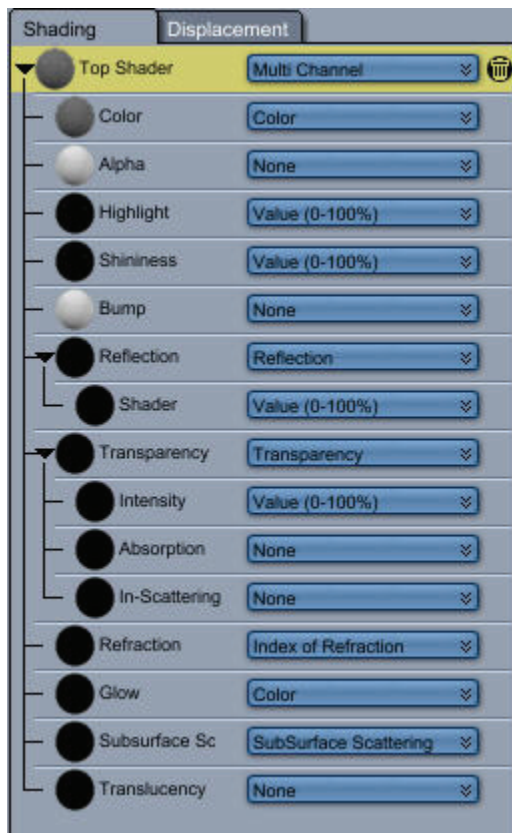 Shading Displacement
Top Shader Multi Channel
Color Color
Alpha None
Highlight Value (0-100%)
Shininess Value (0-100%)
Bump None
Reflection Reflection
Shader Value (0-100%)
Transparency Transparency
Intensity Value (0-100%)
Absorption None
In-Scattering None
Refraction Index of Refraction
Glow Color
Subsurface Sc SubSurface Scattering
Translucency None